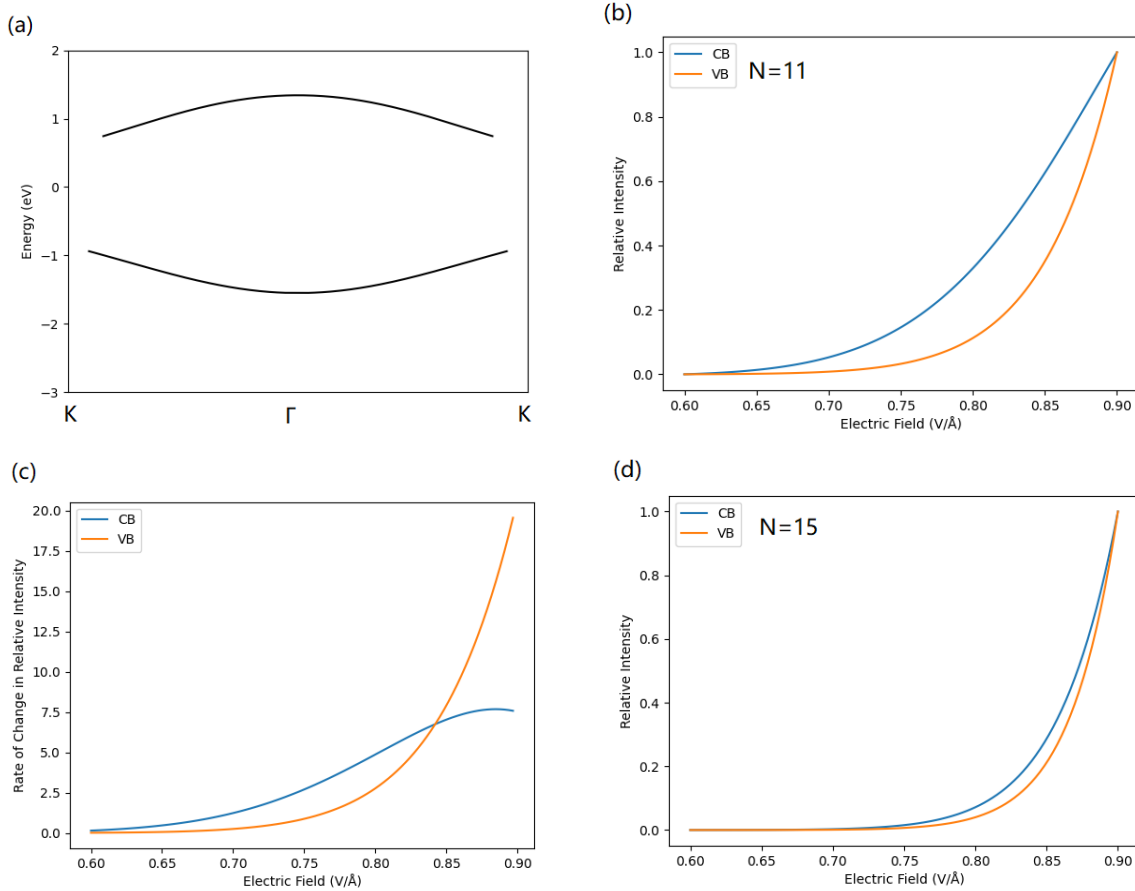 (a)
2
1
0
−1
−2
−3
Energy (eV)
K
Γ
K
(b)
CB
VB
N=11
1.0
0.8
0.6
0.4
0.2
0.0
Relative Intensity
0.60 0.65 0.70 0.75 0.80 0.85 0.90
Electric Field (V/Å)
(c)
CB
VB
20.0
17.5
15.0
12.5
10.0
7.5
5.0
2.5
0.0
Rate of Change in Relative Intensity
0.60 0.65 0.70 0.75 0.80 0.85 0.90
Electric Field (V/Å)
(d)
CB
VB
N=15
1.0
0.8
0.6
0.4
0.2
0.0
Relative Intensity
0.60 0.65 0.70 0.75 0.80 0.85 0.90
Electric Field (V/Å)